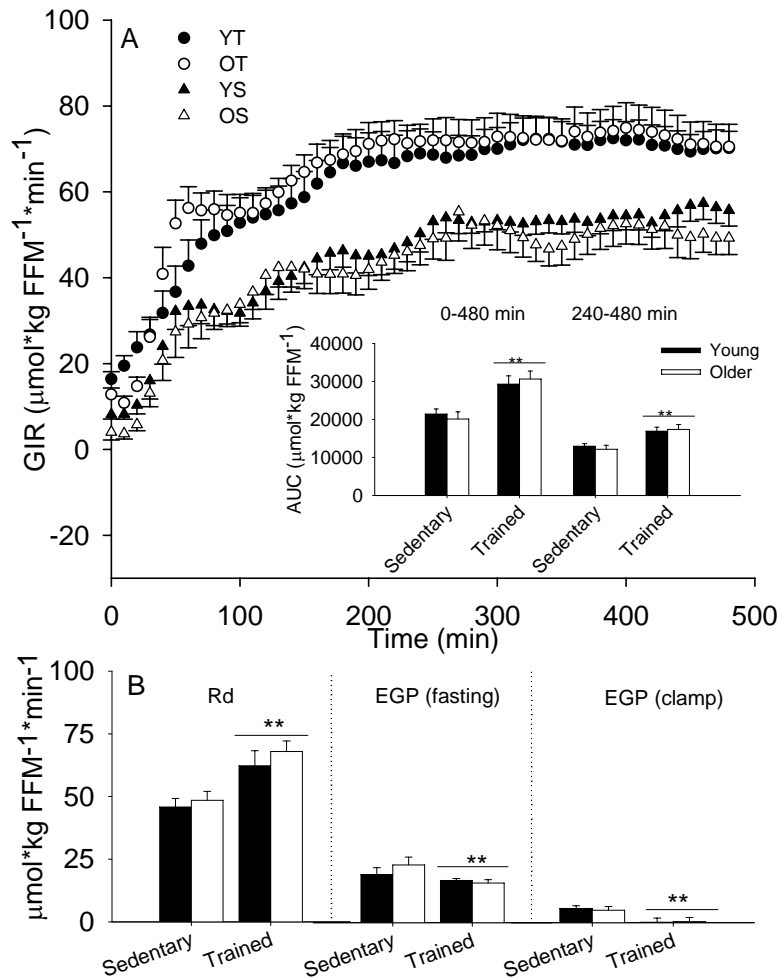 A
YT
OT
YS
OS
100
80
60
40
20
0
-20
GIR (µmol*kg FFM⁻¹*min⁻¹)
0-480 min 240-480 min
Young
Older
40000
30000
20000
10000
0
AUC (µmol*kg FFM⁻¹)
** **
Sedentary Trained Sedentary Trained
0 100 200 300 400 500
Time (min)
B
Rd EGP (fasting) EGP (clamp)
100
75
50
25
0
µmol*kg FFM-1*min-1
** ** **
Sedentary Trained Sedentary Trained Sedentary Trained